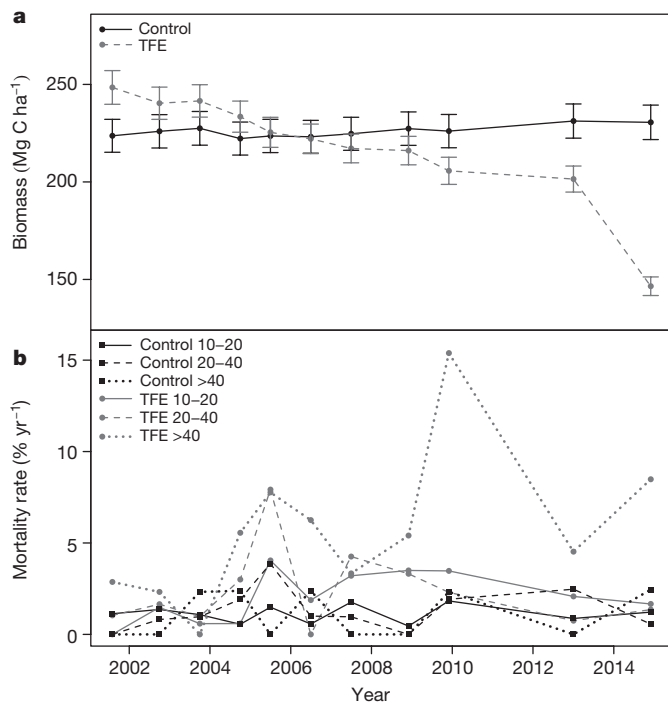 a
Control
TFE
250
200
150
Biomass (Mg C ha⁻¹)
b
Control 10–20
Control 20–40
Control >40
TFE 10–20
TFE 20–40
TFE >40
15
10
5
0
Mortality rate (% yr⁻¹)
2002 2004 2006 2008 2010 2012 2014
Year